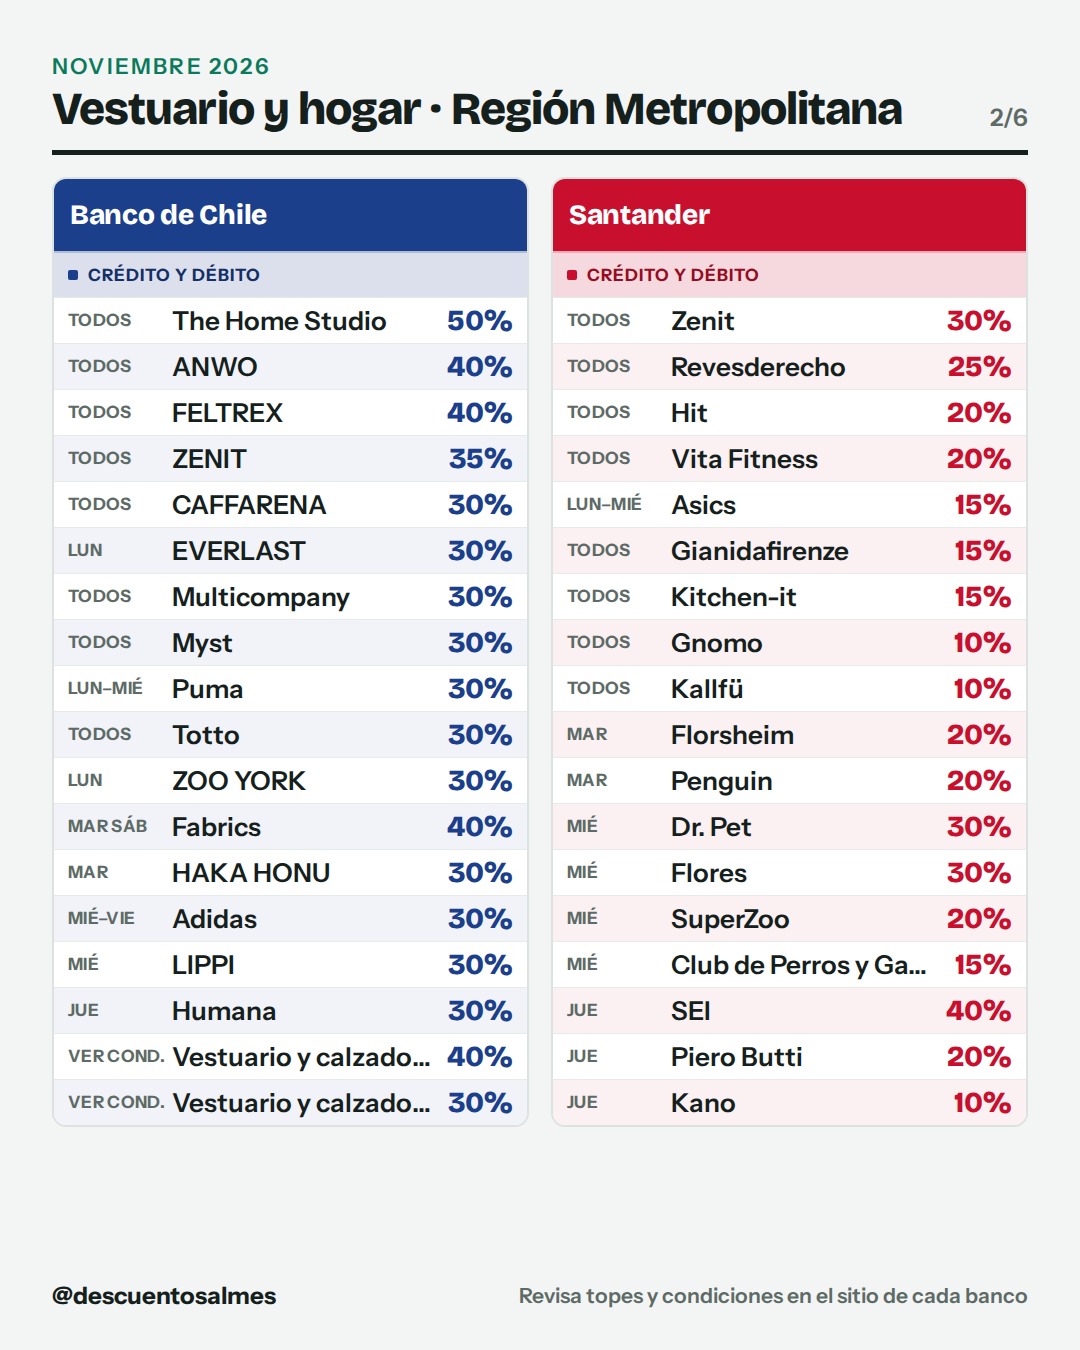 NOVIEMBRE 2026
Vestuario y hogar · Región Metropolitana
2/6
Banco de Chile
CRÉDITO Y DÉBITO
TODOS The Home Studio 50%
TODOS ANWO 40%
TODOS FELTREX 40%
TODOS ZENIT 35%
TODOS CAFFARENA 30%
LUN EVERLAST 30%
TODOS Multicompany 30%
TODOS Myst 30%
LUN–MIÉ Puma 30%
TODOS Totto 30%
LUN ZOO YORK 30%
MAR SÁB Fabrics 40%
MAR HAKA HONU 30%
MIÉ–VIE Adidas 30%
MIÉ LIPPI 30%
JUE Humana 30%
VER COND. Vestuario y calzado... 40%
VER COND. Vestuario y calzado... 30%
Santander
CRÉDITO Y DÉBITO
TODOS Zenit 30%
TODOS Revesderecho 25%
TODOS Hit 20%
TODOS Vita Fitness 20%
LUN–MIÉ Asics 15%
TODOS Gianidafirenze 15%
TODOS Kitchen-it 15%
TODOS Gnomo 10%
TODOS Kallfü 10%
MAR Florsheim 20%
MAR Penguin 20%
MIÉ Dr. Pet 30%
MIÉ Flores 30%
MIÉ SuperZoo 20%
MIÉ Club de Perros y Ga... 15%
JUE SEI 40%
JUE Piero Butti 20%
JUE Kano 10%
@descuentosalmes
Revisa topes y condiciones en el sitio de cada banco